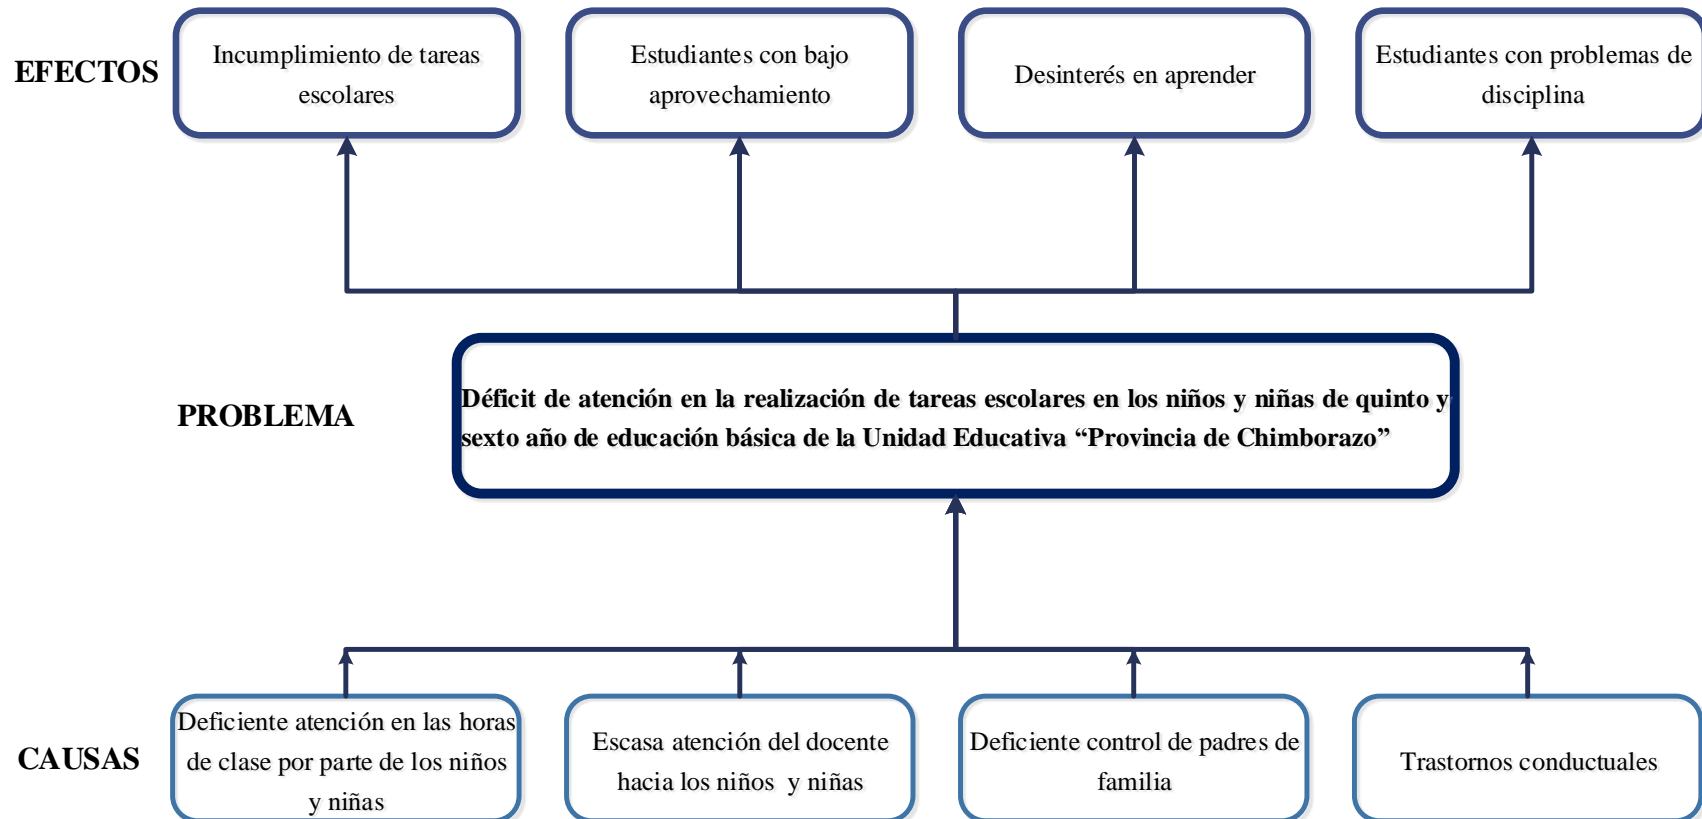 EFECTOS
Incumplimiento de tareas
escolares
Estudiantes con bajo
aprovechamiento
Desinterés en aprender
Estudiantes con problemas de
disciplina
PROBLEMA
Déficit de atención en la realización de tareas escolares en los niños y niñas de quinto y
sexto año de educación básica de la Unidad Educativa “Provincia de Chimborazo”
CAUSAS
Deficiente atención en las horas
de clase por parte de los niños
y niñas
Escasa atención del docente
hacia los niños y niñas
Deficiente control de padres de
familia
Trastornos conductuales